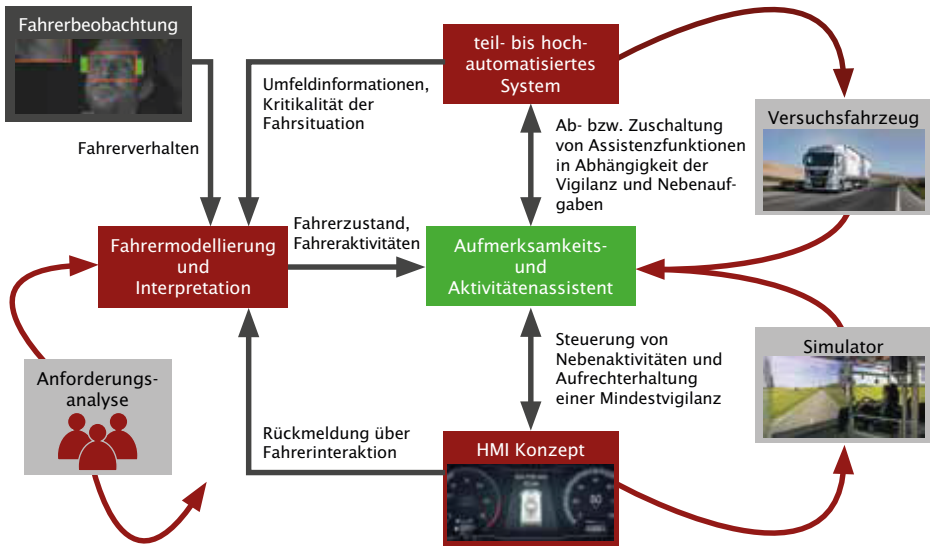 Fahrerbeobachtung
teil- bis hoch-
automatisiertes
System
Umfeldinformationen,
Kritikalität der
Fahrsituation
Versuchsfahrzeug
Fahrerverhalten
Ab- bzw. Zuschaltung
von Assistenzfunktionen
in Abhängigkeit der
Vigilanz und Nebenauf-
gaben
Fahrerzustand,
Fahreraktivitäten
Fahrermodellierung
und
Interpretation
Aufmerksamkeits-
und
Aktivitätenassistent
Steuerung von
Nebenaktivitäten und
Aufrechterhaltung
einer Mindestvigilanz
Simulator
Anforderungs-
analyse
Rückmeldung über
Fahrerinteraktion
HMI Konzept
80